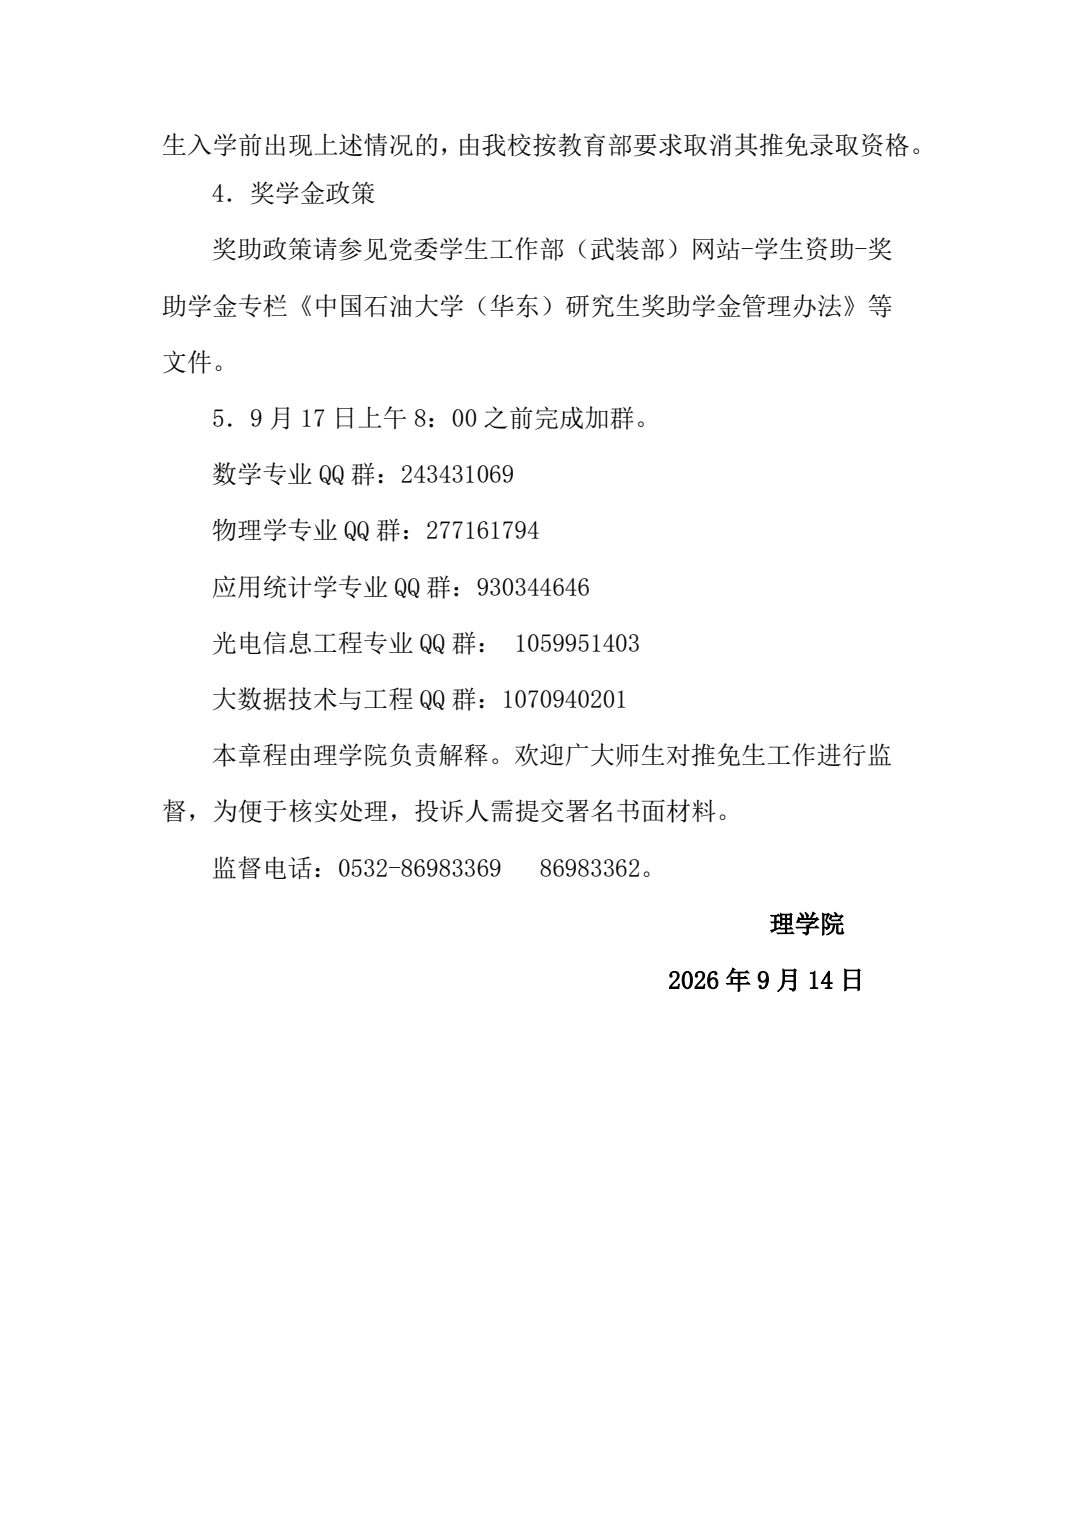 生入学前出现上述情况的，由我校按教育部要求取消其推免录取资格。
4．奖学金政策
奖助政策请参见党委学生工作部（武装部）网站-学生资助-奖
助学金专栏《中国石油大学（华东）研究生奖助学金管理办法》等
文件。
5．9 月 17 日上午 8：00 之前完成加群。
数学专业 QQ 群：243431069
物理学专业 QQ 群：277161794
应用统计学专业 QQ 群：930344646
光电信息工程专业 QQ 群： 1059951403
大数据技术与工程 QQ 群：1070940201
本章程由理学院负责解释。欢迎广大师生对推免生工作进行监
督，为便于核实处理，投诉人需提交署名书面材料。
监督电话：0532-86983369 86983362。
理学院
2026 年 9 月 14 日